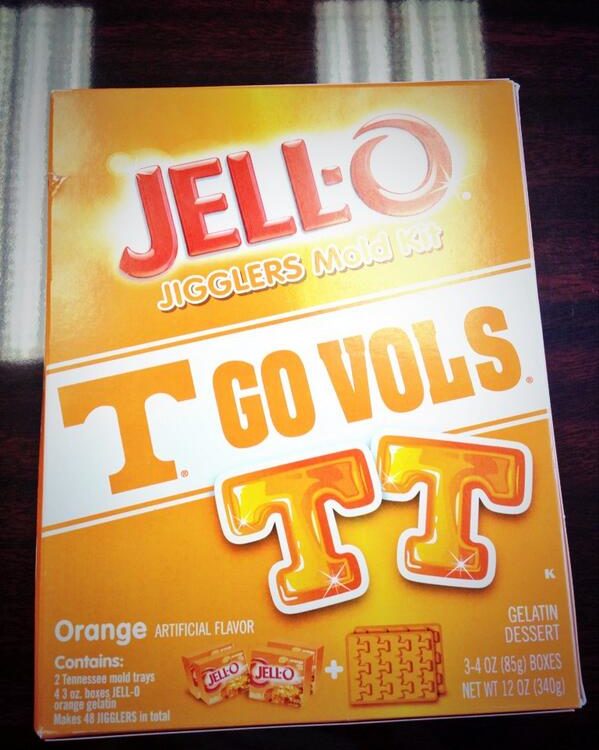 JELL-O
JIGGLERS Mold Kit
T GO VOLS
T T
K
Orange ARTIFICIAL FLAVOR
Contains:
2 Tennessee mold trays
4 3 oz. boxes JELL-O
orange gelatin
Makes 48 JIGGLERS in total
JELL-O JELL-O
+
GELATIN
DESSERT
3-4 OZ (85g) BOXES
NET WT 12 OZ (340g)